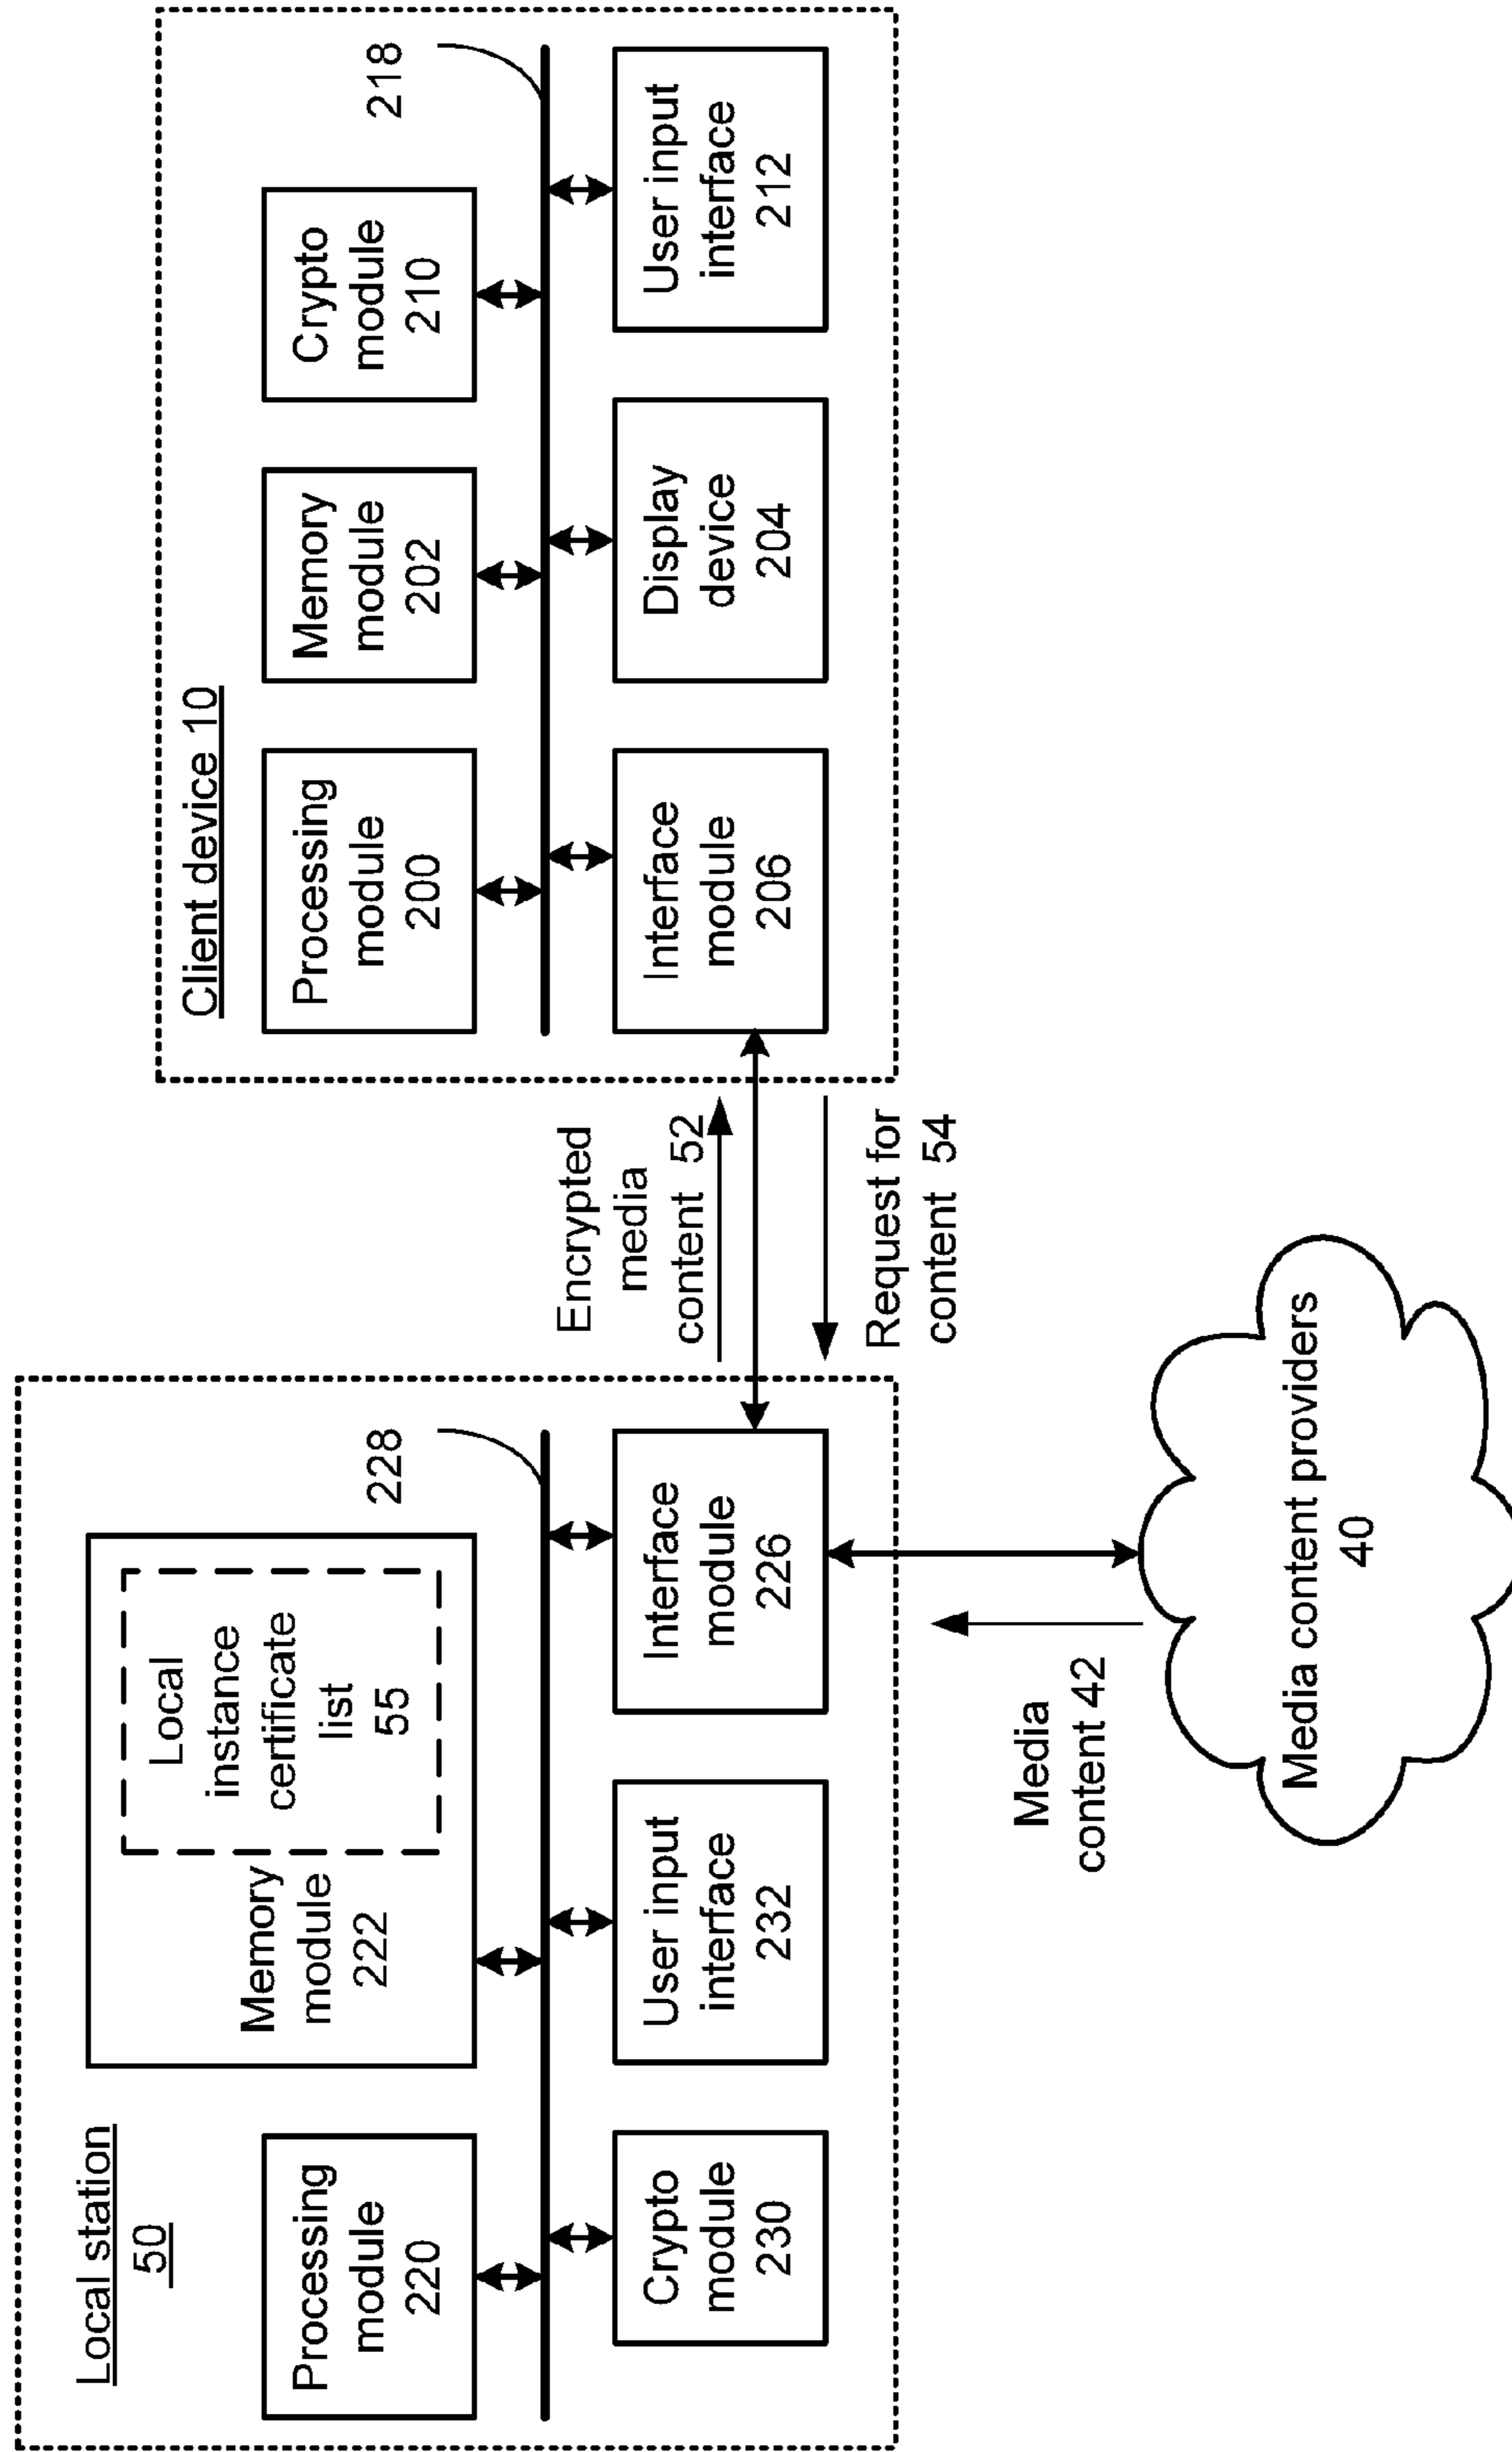 Local station
50
Processing
module
220
Memory
module
222
Local
instance
certificate
list
55
228
Crypto
module
230
User input
interface
232
Interface
module
226
Encrypted
media
content 52
Request for
content 54
Media
content 42
Media content providers
40
Client device 10
Processing
module
200
Memory
module
202
Crypto
module
210
218
Interface
module
206
Display
device
204
User input
interface
212